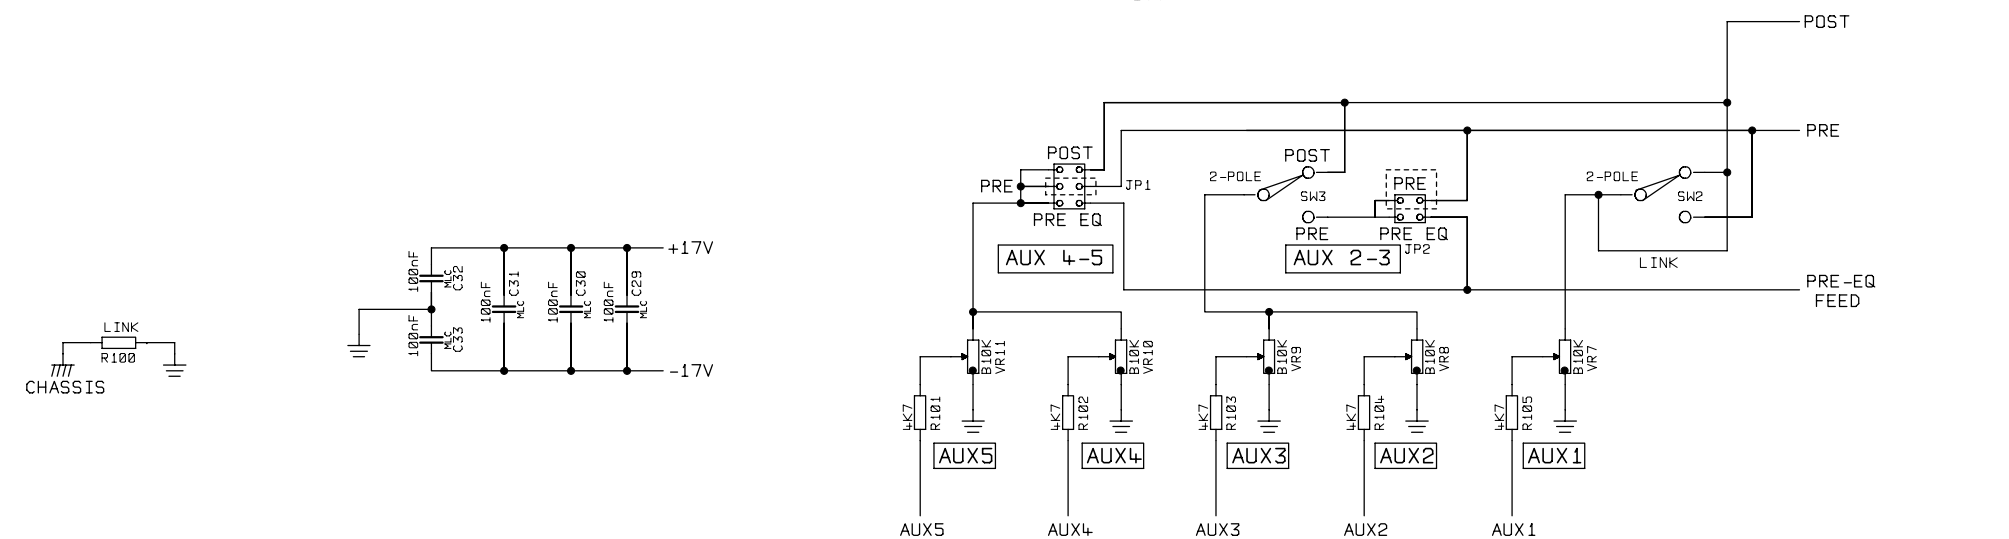 POST
PRE
POST
PRE
JP1
PRE EQ
AUX 4-5
2-POLE
POST
SW3
PRE
PRE
PRE EQ
JP2
AUX 2-3
2-POLE
SW2
LINK
PRE-EQ
FEED
+17V
-17V
100nF
MLC
C32
100nF
MLC
C33
100nF
MLC
C31
100nF
MLC
C30
100nF
MLC
C29
LINK
R100
CHASSIS
B10K
VR11
4K7
R101
AUX5
AUX5
B10K
VR10
4K7
R102
AUX4
AUX4
B10K
VR9
4K7
R103
AUX3
AUX3
B10K
VR8
4K7
R104
AUX2
AUX2
B10K
VR7
4K7
R105
AUX1
AUX1